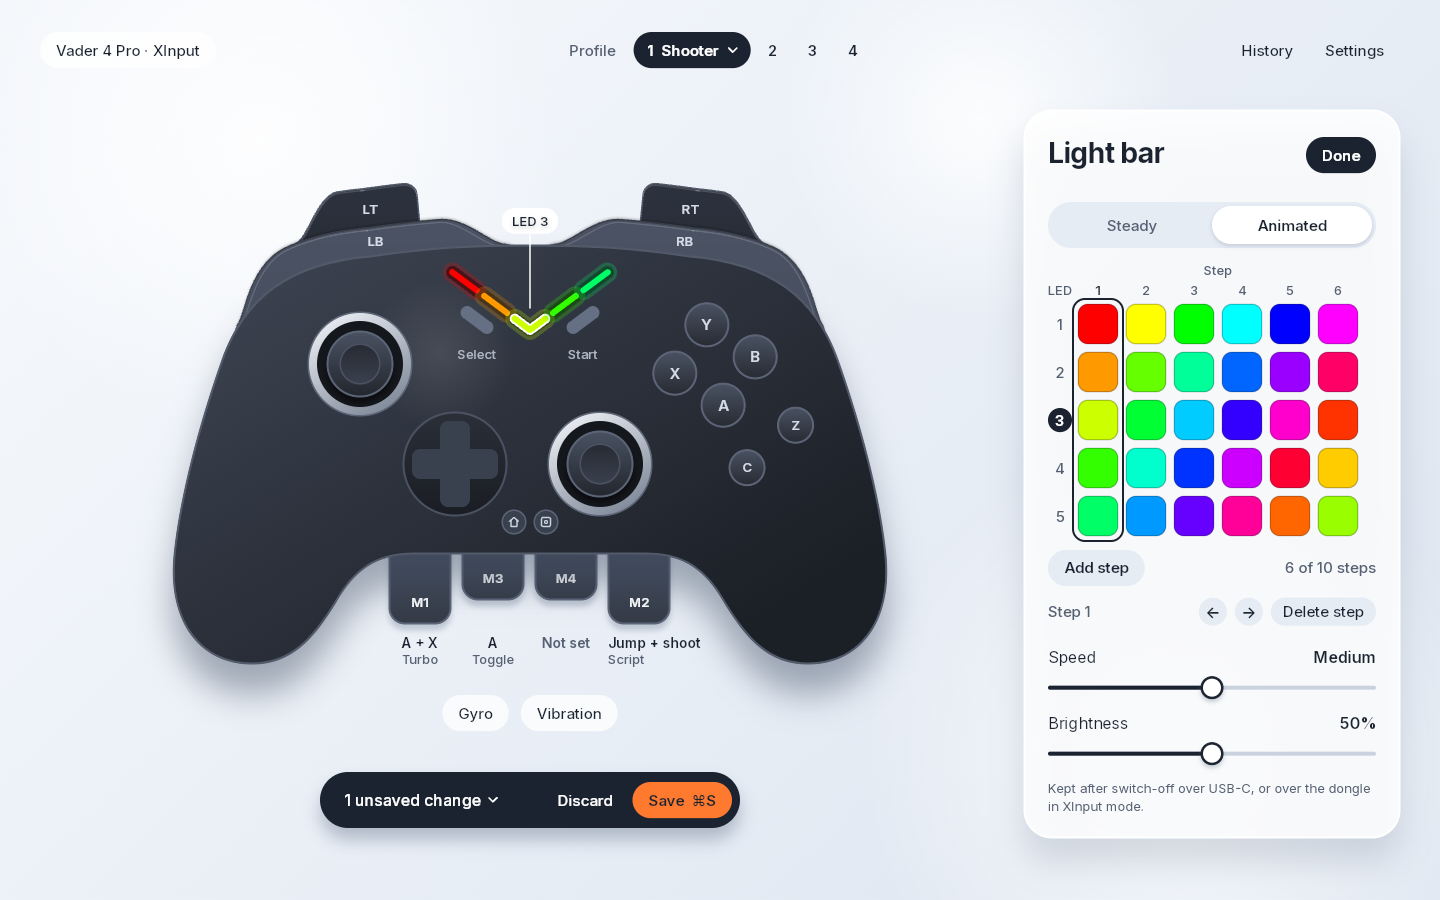 Vader 4 Pro · XInput
Profile
1 Shooter
2
3
4
History
Settings
LT
LB
LED 3
RT
RB
Select
Start
Y
B
X
A
Z
C
M1
M3
M4
M2
A + X
Turbo
A
Toggle
Not set
Jump + shoot
Script
Gyro
Vibration
1 unsaved change
Discard
Save ⌘S
Light bar
Done
Steady
Animated
Step
LED 1 2 3 4 5 6
1
2
3
4
5
Add step
6 of 10 steps
Step 1
← →
Delete step
Speed
Medium
Brightness
50%
Kept after switch-off over USB-C, or over the dongle
in XInput mode.